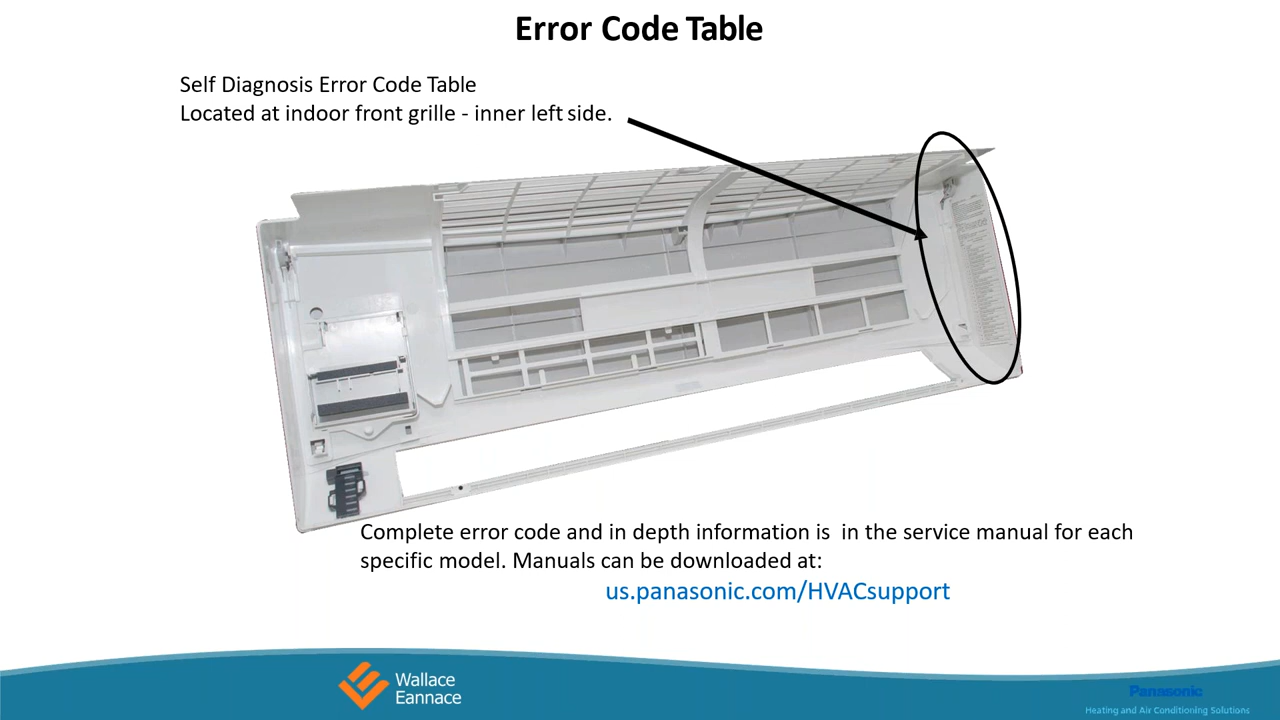 Error Code Table
Self Diagnosis Error Code Table
Located at indoor front grille - inner left side.
Complete error code and in depth information is in the service manual for each
specific model. Manuals can be downloaded at:
us.panasonic.com/HVACsupport
Wallace
Eannace
Panasonic
Heating and Air Conditioning Solutions